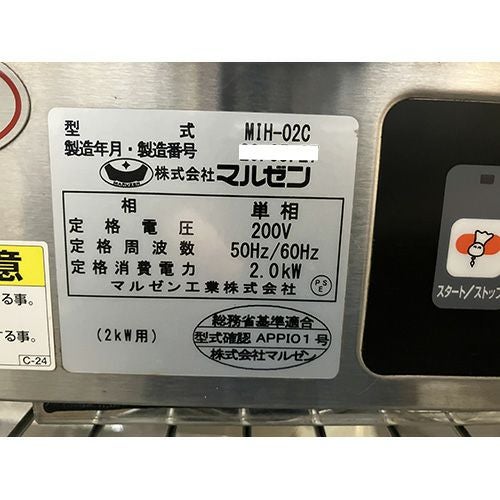 型 式 MIH-02C
製造年月・製造番号
MARUZEN 株式会社 マルゼン
相 単相
定格電圧 200V
定格周波数 50Hz/60Hz
定格消費電力 2.0kW
マルゼン工業株式会社 PSE
(2kW用)
総務省基準適合
型式確認 APPI01号
株式会社マルゼン
意
る事。
する事。
C-24
スタート/ストップ